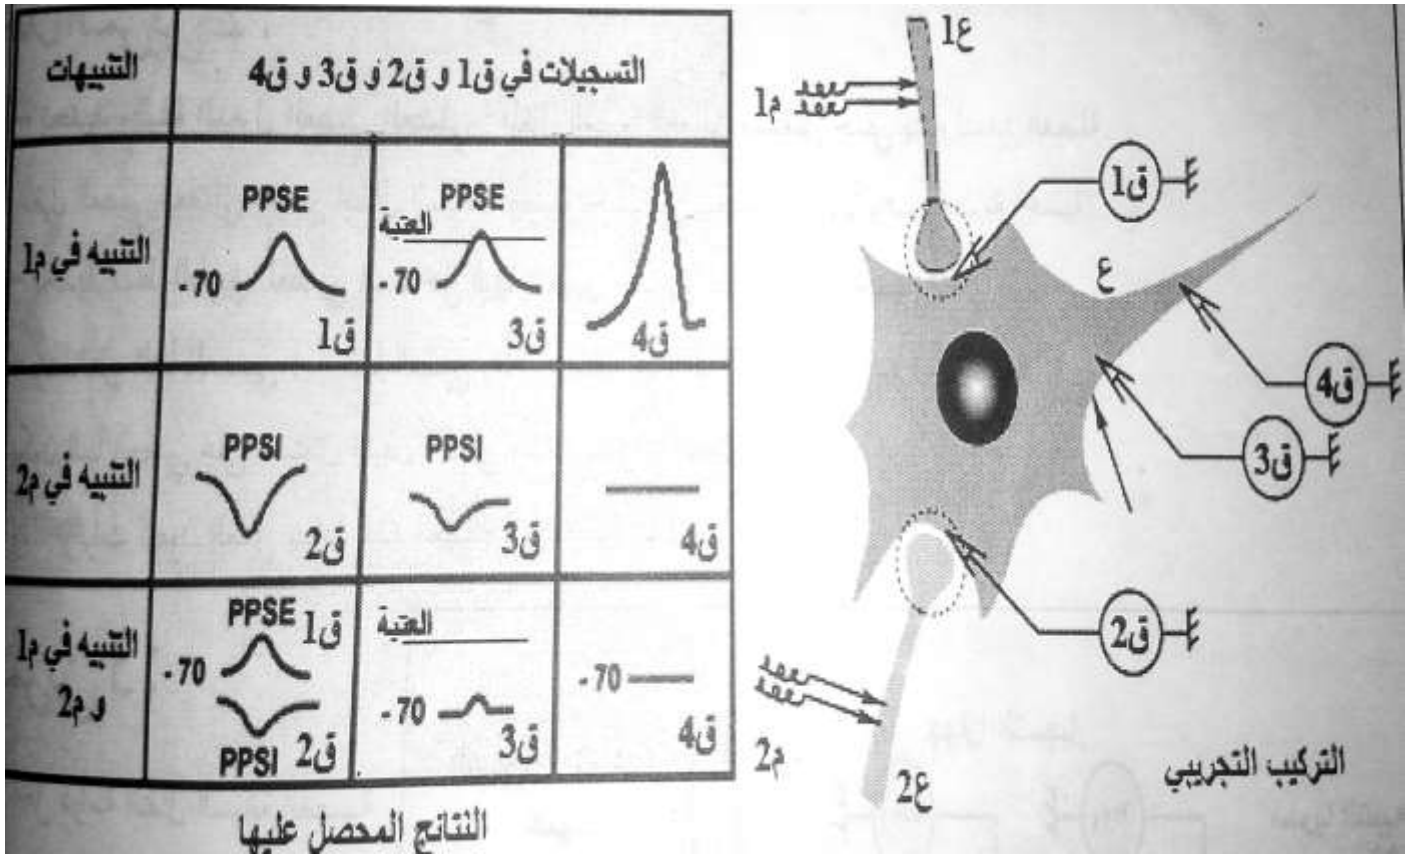 التنبيهات
التسجيلات في ق1 و ق2 و ق3 و ق4
التنبيه في م1
PPSE
-70
ق1
PPSE
العتبة
-70
ق3
ق4
التنبيه في م2
PPSI
ق2
PPSI
ق3
ق4
التنبيه في م1
و م2
PPSE
ق1
-70
ق2
PPSI
العتبة
-70
ق3
-70
ق4
النتائج المحصل عليها
ع1
م1
ق1
ع
ق4
ق3
ق2
م2
ع2
التركيب التجريبي